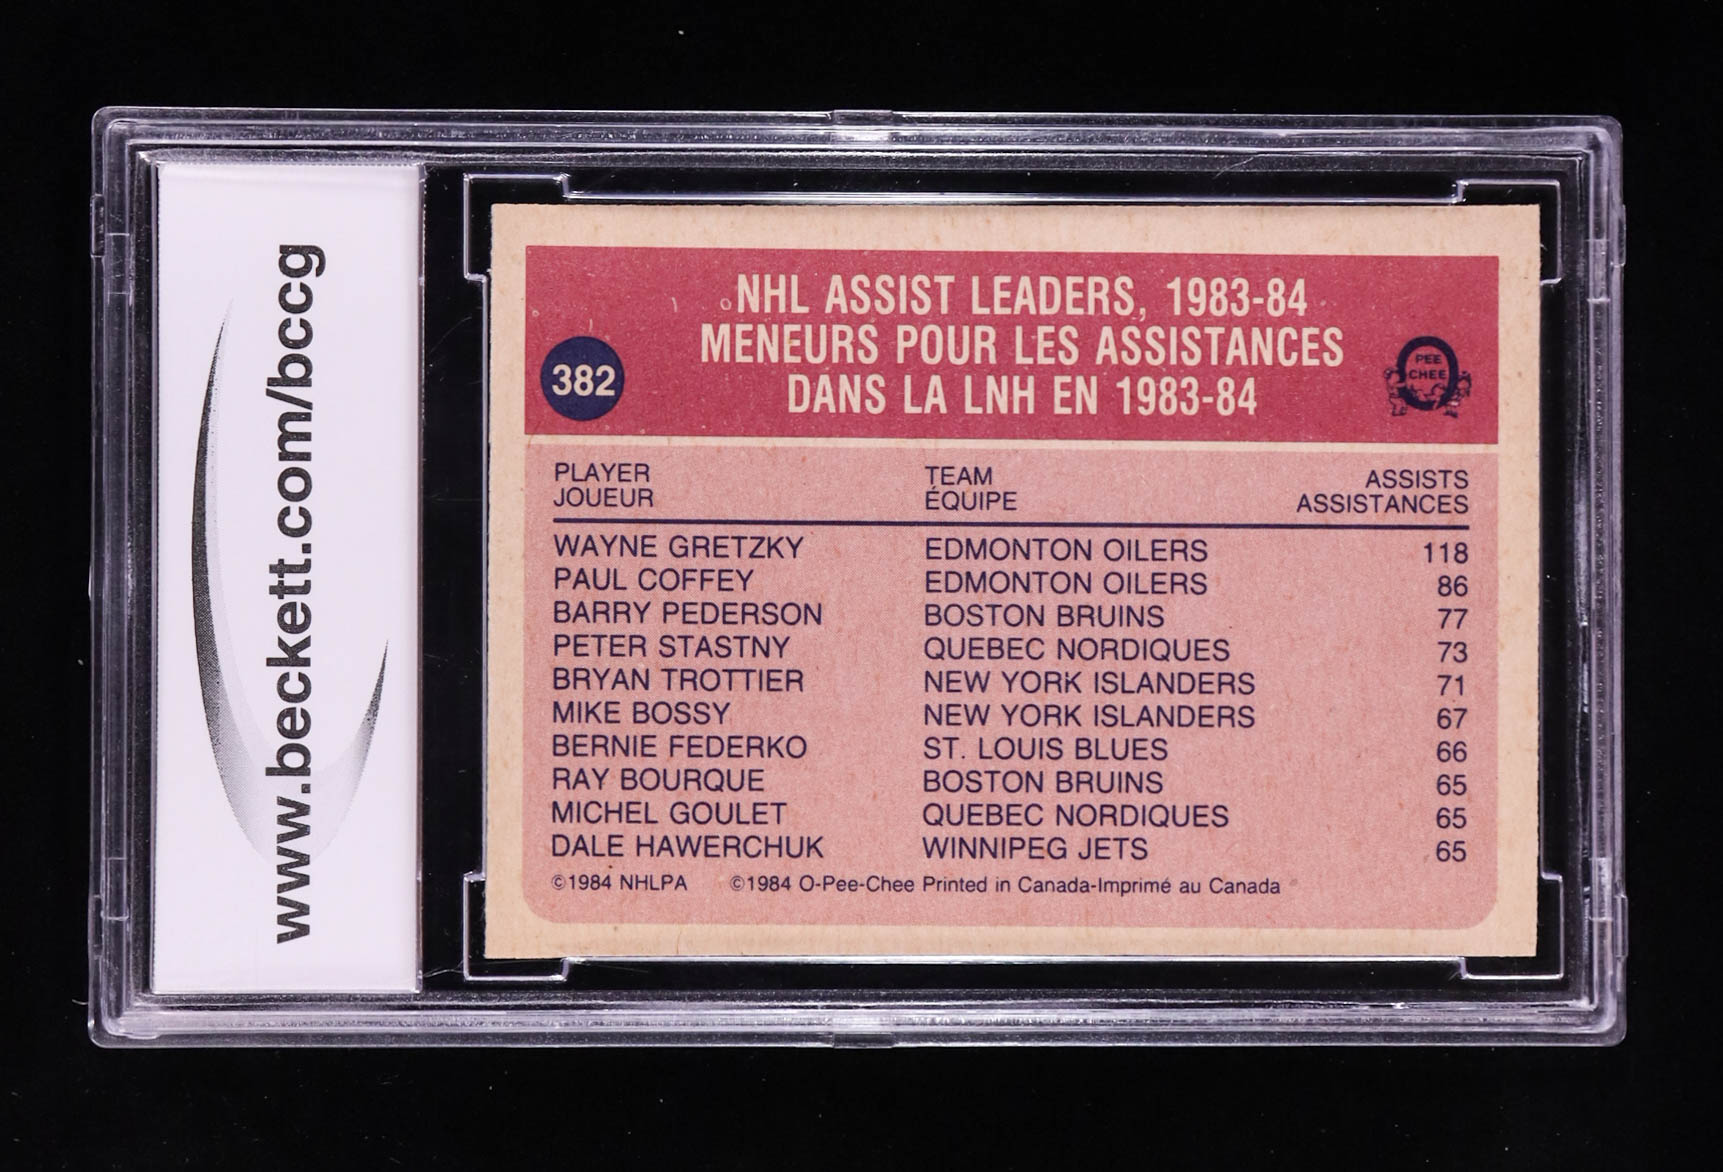 www.beckett.com/bccg
NHL ASSIST LEADERS, 1983-84
MENEURS POUR LES ASSISTANCES
DANS LA LNH EN 1983-84
382
PEE
CHEE
PLAYER TEAM ASSISTS
JOUEUR ÉQUIPE ASSISTANCES
WAYNE GRETZKY EDMONTON OILERS 118
PAUL COFFEY EDMONTON OILERS 86
BARRY PEDERSON BOSTON BRUINS 77
PETER STASTNY QUEBEC NORDIQUES 73
BRYAN TROTTIER NEW YORK ISLANDERS 71
MIKE BOSSY NEW YORK ISLANDERS 67
BERNIE FEDERKO ST. LOUIS BLUES 66
RAY BOURQUE BOSTON BRUINS 65
MICHEL GOULET QUEBEC NORDIQUES 65
DALE HAWERCHUK WINNIPEG JETS 65
©1984 NHLPA ©1984 O-Pee-Chee Printed in Canada-Imprimé au Canada